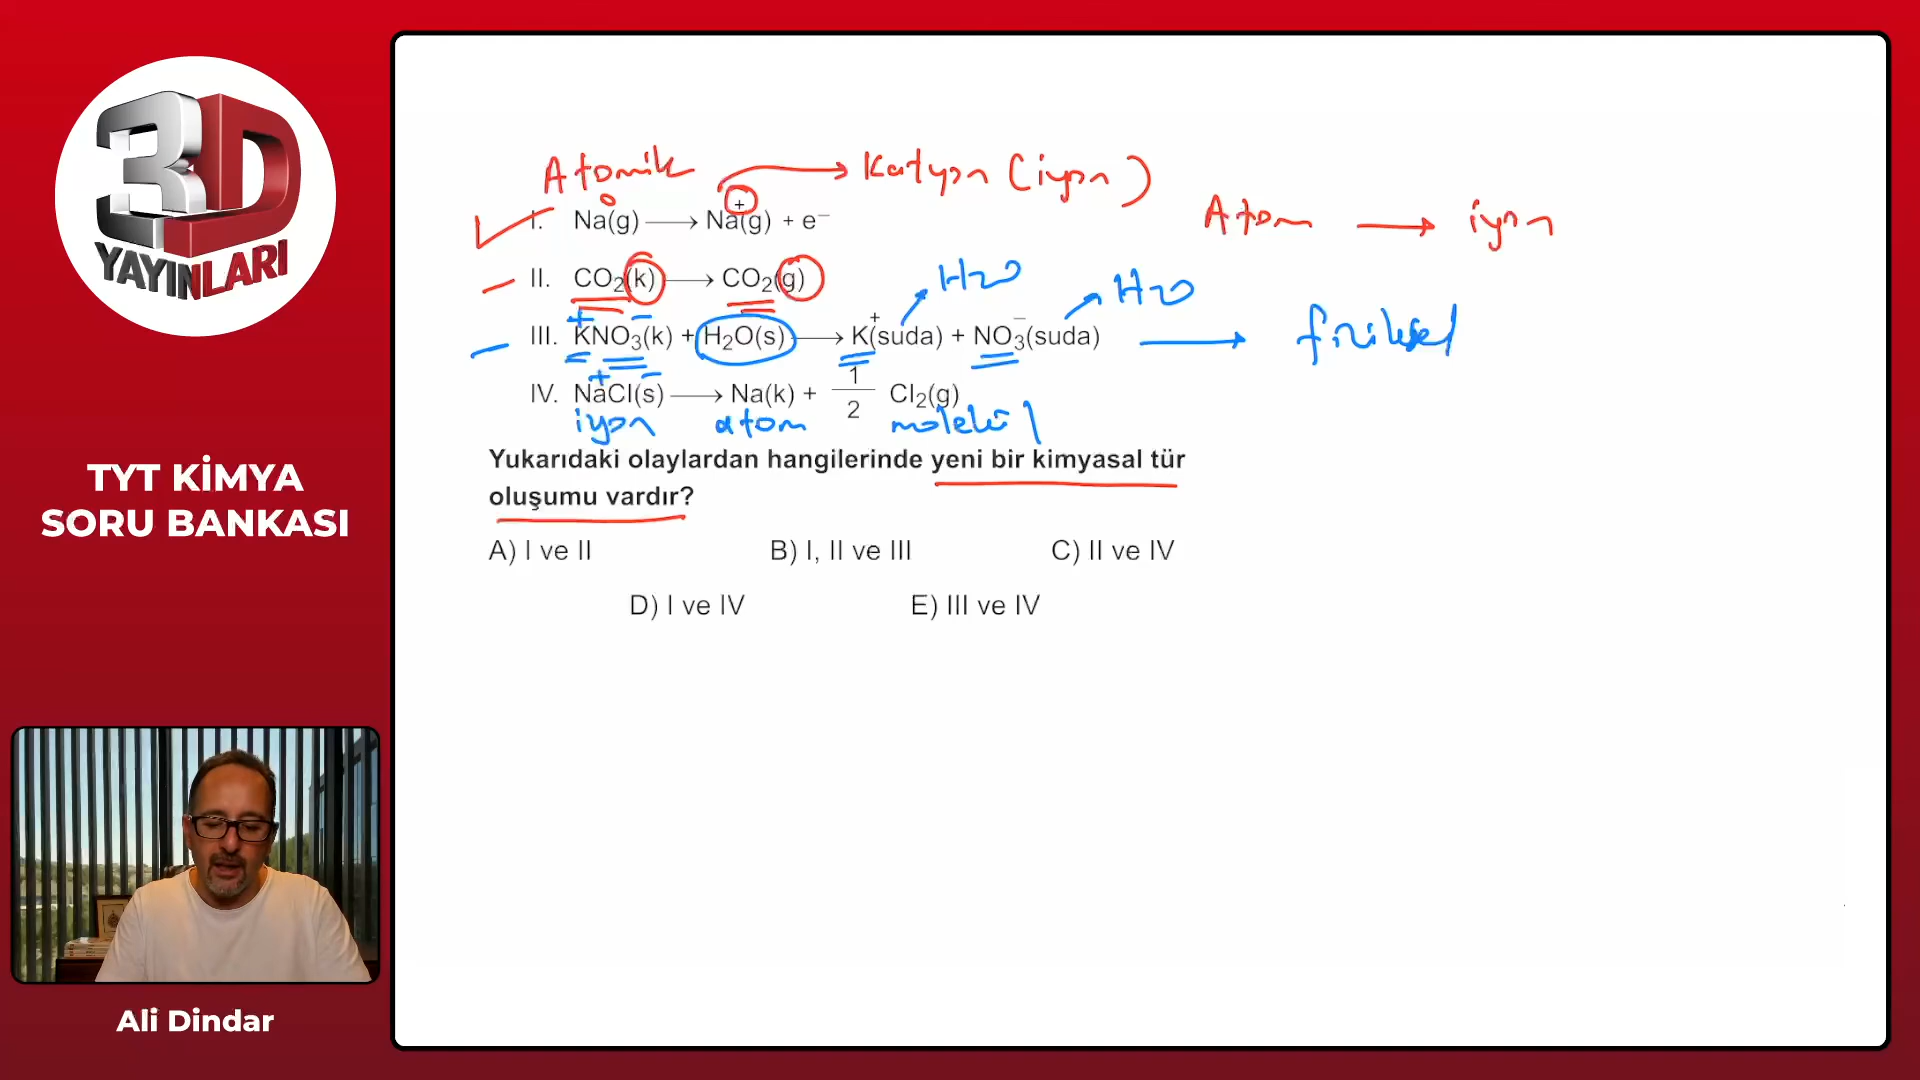 3D
YAYINLARI
TYT KİMYA
SORU BANKASI
Ali Dindar
Atomik
Katyon (iyon)
Atom → iyon
I. Na(g) → Na⁺(g) + e⁻
II. CO₂(k) → CO₂(g)
H₂O
H₂O
III. KNO₃(k) + H₂O(s) → K⁺(suda) + NO₃⁻(suda) → fiziksel
IV. NaCl(s) → Na(k) + 1/2 Cl₂(g)
iyon atom molekül
Yukarıdaki olaylardan hangilerinde yeni bir kimyasal tür
oluşumu vardır?
A) I ve II B) I, II ve III C) II ve IV
D) I ve IV E) III ve IV